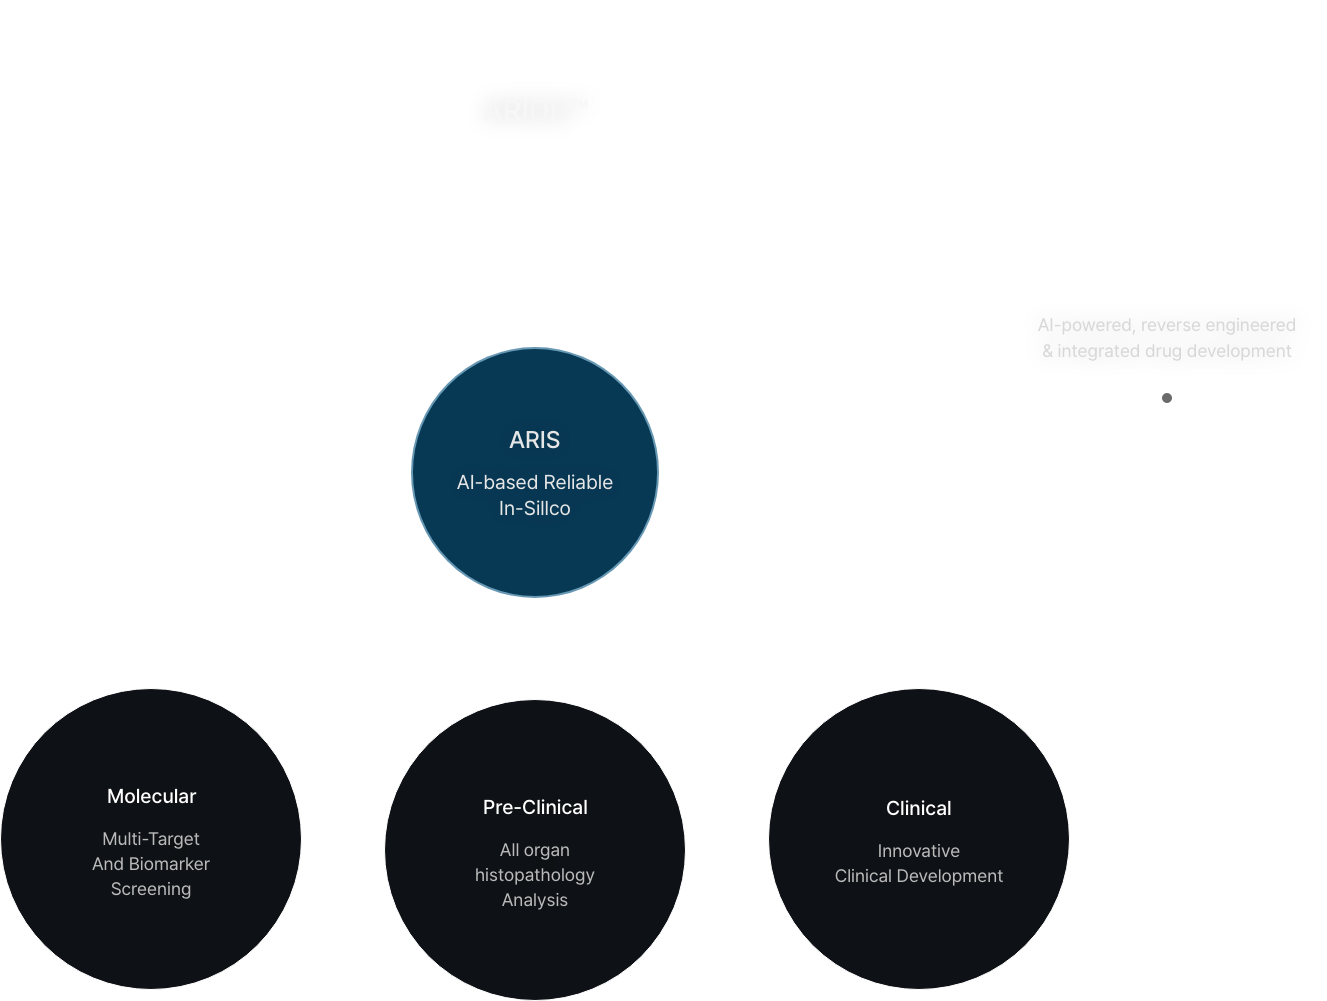 AI-powered, reverse engineered
& integrated drug development
ARIS
AI-based Reliable
In-Sillco
Molecular
Multi-Target
And Biomarker
Screening
Pre-Clinical
All organ
histopathology
Analysis
Clinical
Innovative
Clinical Development